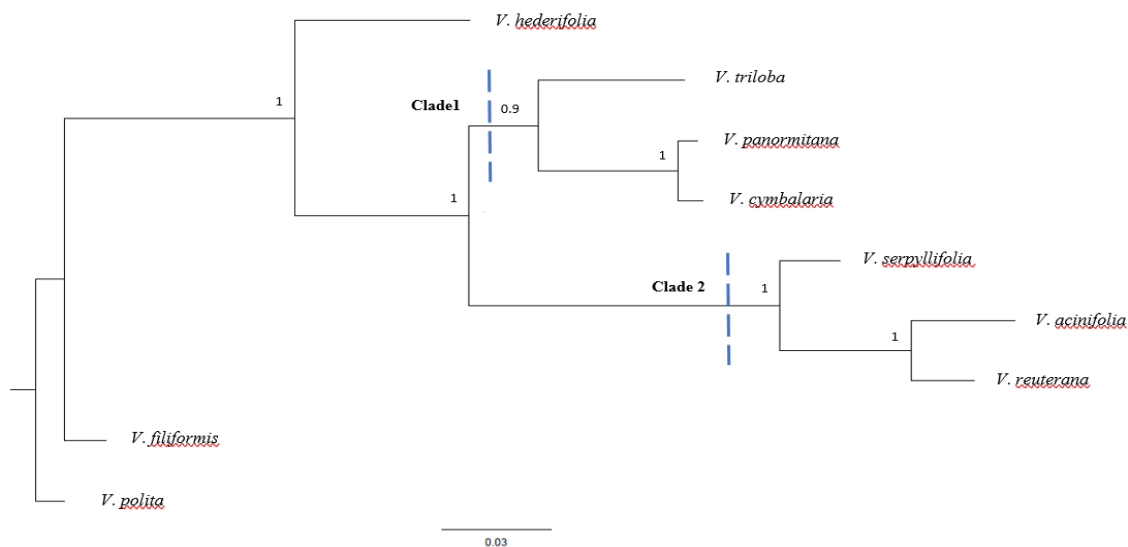 V. hederifolia
V. triloba
Clade1
0.9
1
V. panormitana
1
1
V. cymbalaria
V. serpyllifolia
Clade 2
1
V. acinifolia
1
V. reuterana
V. filiformis
V. polita
0.03